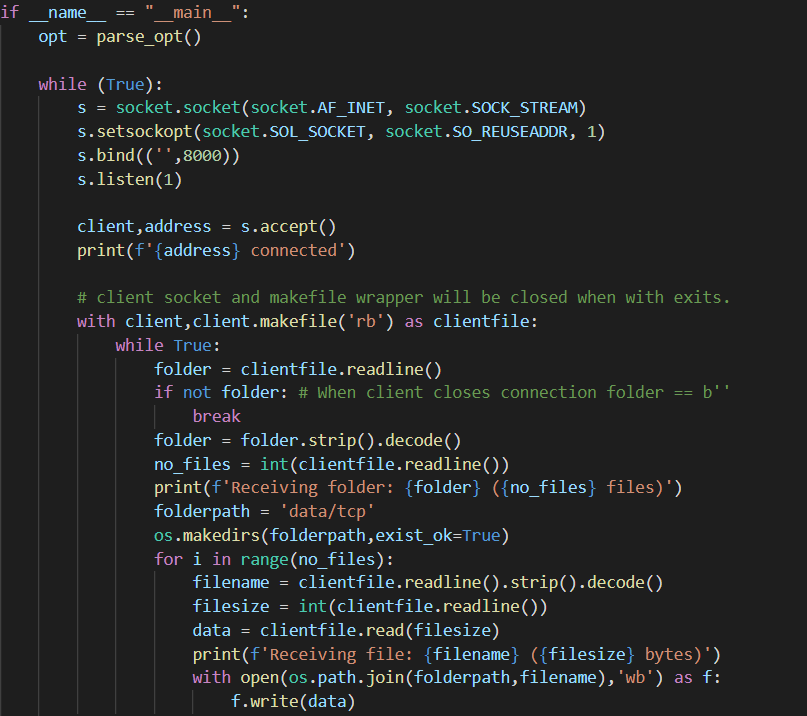 if __name__ == "__main__":
    opt = parse_opt()

    while (True):
        s = socket.socket(socket.AF_INET, socket.SOCK_STREAM)
        s.setsockopt(socket.SOL_SOCKET, socket.SO_REUSEADDR, 1)
        s.bind(('',8000))
        s.listen(1)

        client,address = s.accept()
        print(f'{address} connected')

        # client socket and makefile wrapper will be closed when with exits.
        with client,client.makefile('rb') as clientfile:
            while True:
                folder = clientfile.readline()
                if not folder: # When client closes connection folder == b''
                    break
                folder = folder.strip().decode()
                no_files = int(clientfile.readline())
                print(f'Receiving folder: {folder} ({no_files} files)')
                folderpath = 'data/tcp'
                os.makedirs(folderpath,exist_ok=True)
                for i in range(no_files):
                    filename = clientfile.readline().strip().decode()
                    filesize = int(clientfile.readline())
                    data = clientfile.read(filesize)
                    print(f'Receiving file: {filename} ({filesize} bytes)')
                    with open(os.path.join(folderpath,filename),'wb') as f:
                        f.write(data)